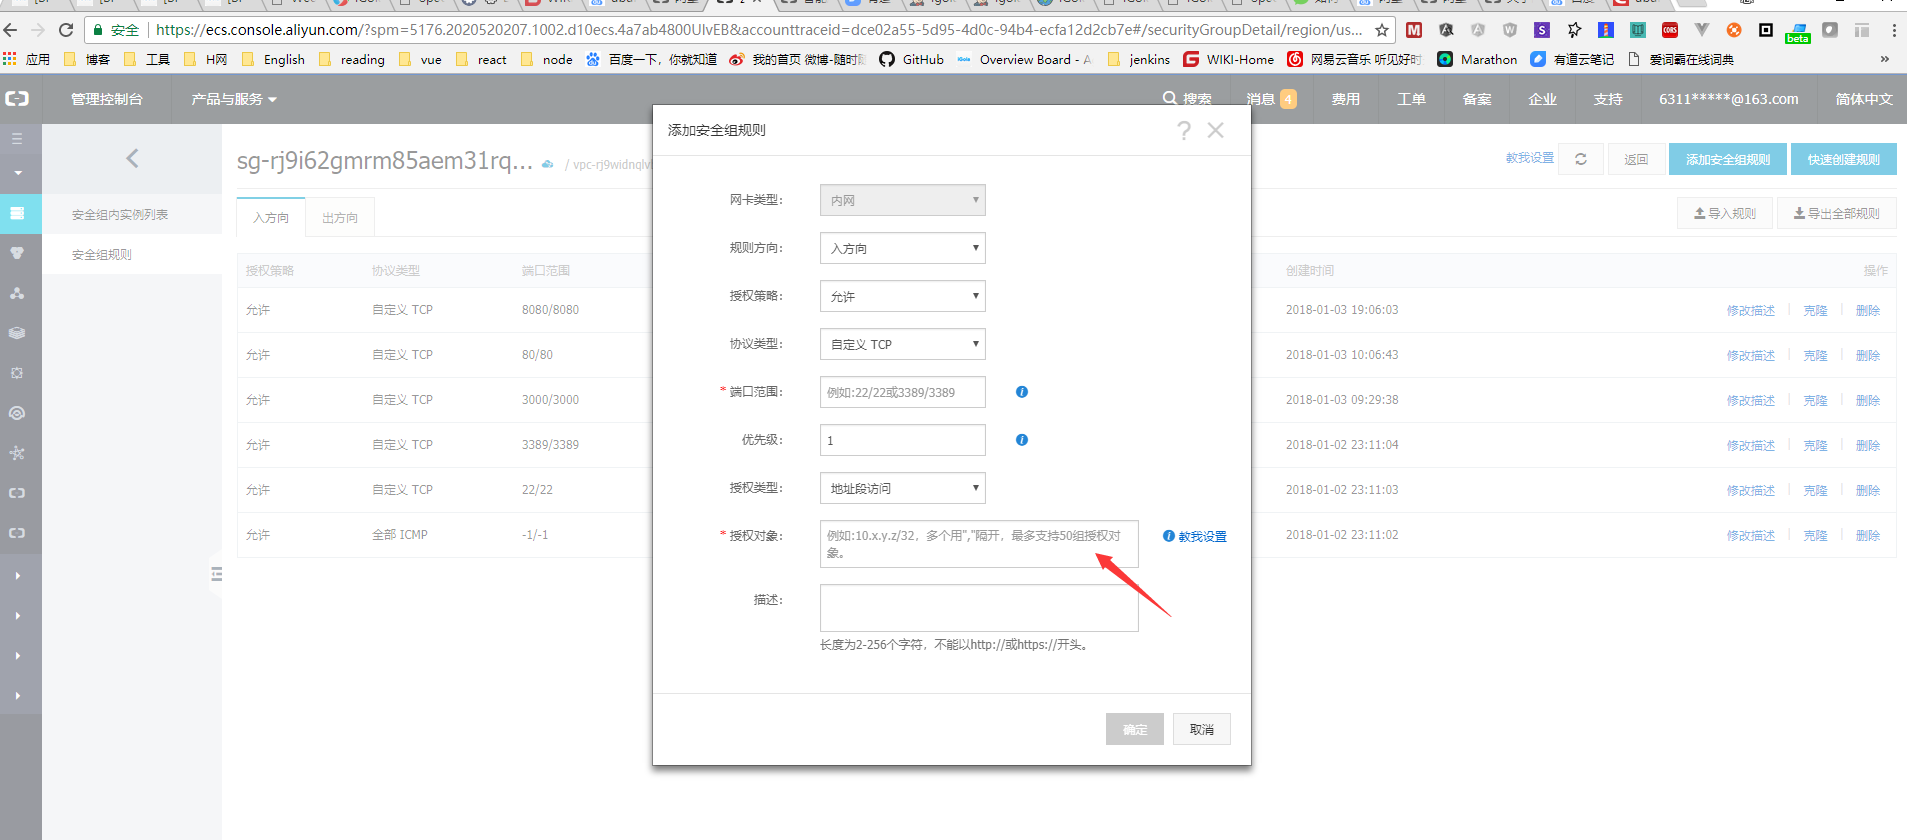 安全 https://ecs.console.aliyun.com/?spm=5176.2020520207.1002.d10ecs.4a7ab4800UlvEB&accounttraceid=dce02a55-5d95-4d0c-94b4-ecfa12d2cb7e#/securityGroupDetail/region/us...
beta
应用 博客 工具 H网 English reading vue react node 百度一下，你就知道 我的首页 微博-随时随 GitHub Overview Board - A jenkins WIKI-Home 网易云音乐 听见好时 Marathon 有道云笔记 爱词霸在线词典 »
管理控制台 产品与服务 搜索 消息 4 费用 工单 备案 企业 支持 6311*****@163.com 简体中文
sg-rj9i62gmrm85aem31rq... / vpc-rj9widnqlvl 教我设置 返回 添加安全组规则 快速创建规则
安全组内实例列表
安全组规则
入方向 出方向 导入规则 导出全部规则
授权策略 协议类型 端口范围 创建时间 操作
允许 自定义 TCP 8080/8080 2018-01-03 19:06:03 修改描述 克隆 删除
允许 自定义 TCP 80/80 2018-01-03 10:06:43 修改描述 克隆 删除
允许 自定义 TCP 3000/3000 2018-01-03 09:29:38 修改描述 克隆 删除
允许 自定义 TCP 3389/3389 2018-01-02 23:11:04 修改描述 克隆 删除
允许 自定义 TCP 22/22 2018-01-02 23:11:03 修改描述 克隆 删除
允许 全部 ICMP -1/-1 2018-01-02 23:11:02 修改描述 克隆 删除
添加安全组规则 ?
网卡类型： 内网
规则方向： 入方向
授权策略： 允许
协议类型： 自定义 TCP
* 端口范围： 例如:22/22或3389/3389
优先级： 1
授权类型： 地址段访问
* 授权对象： 例如:10.x.y.z/32，多个用","隔开，最多支持50组授权对
象。
教我设置
描述：
长度为2-256个字符，不能以http://或https://开头。
确定 取消